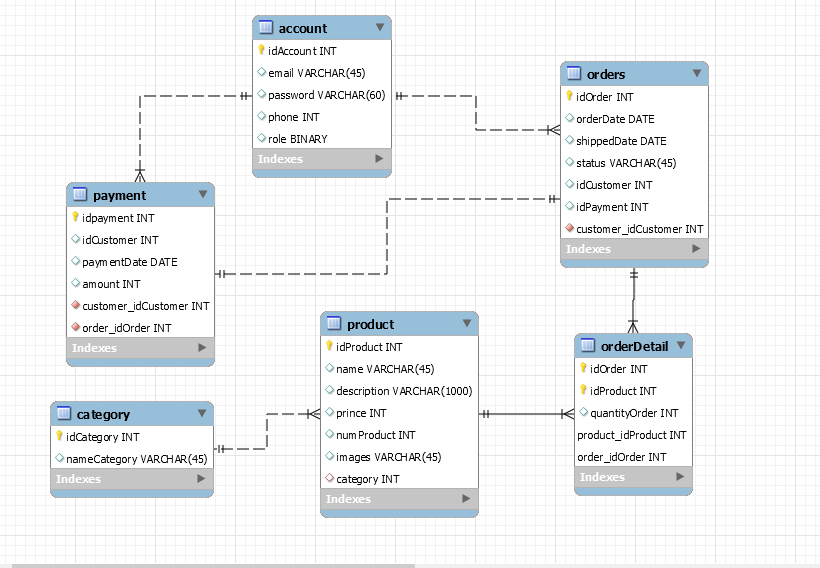 account
idAccount INT
email VARCHAR(45)
password VARCHAR(60)
phone INT
role BINARY
Indexes
orders
idOrder INT
orderDate DATE
shippedDate DATE
status VARCHAR(45)
idCustomer INT
idPayment INT
customer_idCustomer INT
Indexes
payment
idpayment INT
idCustomer INT
paymentDate DATE
amount INT
customer_idCustomer INT
order_idOrder INT
Indexes
product
idProduct INT
name VARCHAR(45)
description VARCHAR(1000)
prince INT
numProduct INT
images VARCHAR(45)
category INT
Indexes
orderDetail
idOrder INT
idProduct INT
quantityOrder INT
product_idProduct INT
order_idOrder INT
Indexes
category
idCategory INT
nameCategory VARCHAR(45)
Indexes